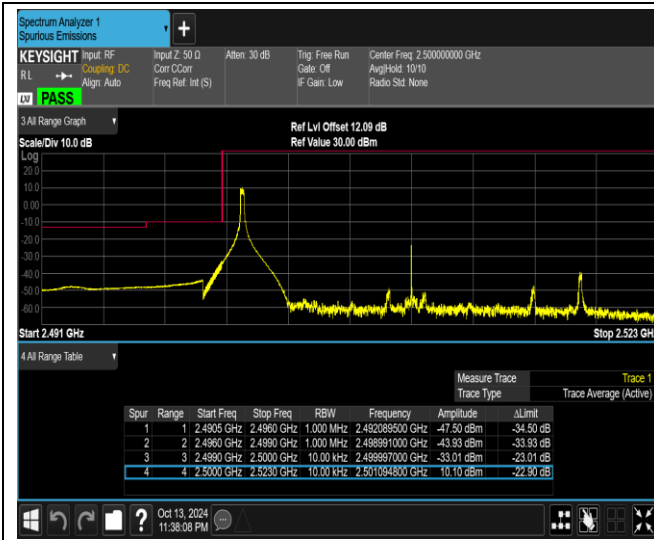 Spectrum Analyzer 1
Spurious Emissions
KEYSIGHT Input: RF Input Z: 50 Ω Atten: 30 dB Trig: Free Run Center Freq: 2.500000000 GHz
RL Coupling: DC Corr CCorr Gate: Off Avg|Hold: 10/10
Align: Auto Freq Ref: Int (S) IF Gain: Low Radio Std: None
LXI PASS
3 All Range Graph
Ref Lvl Offset 12.09 dB
Scale/Div 10.0 dB Ref Value 30.00 dBm
Log
20.0
10.0
0.00
-10.0
-20.0
-30.0
-40.0
-50.0
-60.0
Start 2.491 GHz Stop 2.523 GH
4 All Range Table
Measure Trace Trace 1
Trace Type Trace Average (Active)
Spur Range Start Freq Stop Freq RBW Frequency Amplitude ΔLimit
1 1 2.4905 GHz 2.4960 GHz 1.000 MHz 2.492089500 GHz -47.50 dBm -34.50 dB
2 2 2.4960 GHz 2.4990 GHz 1.000 MHz 2.498991000 GHz -43.93 dBm -33.93 dB
3 3 2.4990 GHz 2.5000 GHz 10.00 kHz 2.499997000 GHz -33.01 dBm -23.01 dB
4 4 2.5000 GHz 2.5230 GHz 10.00 kHz 2.501094800 GHz 10.10 dBm -22.90 dB
Oct 13, 2024
11:38:08 PM